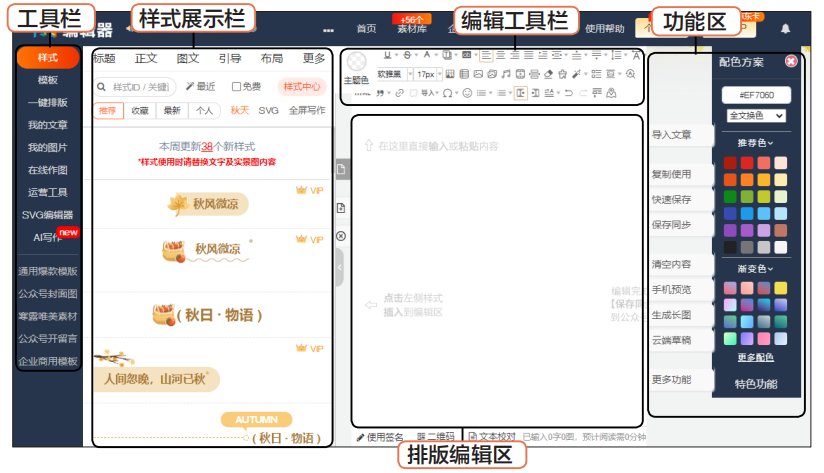 工具栏
样式展示栏
编辑工具栏
功能区
编辑器
首页
+56个
素材库
使用帮助
样式
模板
一键排版
我的文章
我的图片
在线作图
运营工具
SVG编辑器
AI写作
new
通用爆款模版
公众号封面图
寒露唯美素材
公众号开留言
企业商用模板
标题 正文 图文 引导 布局 更多
样式ID / 关键
最近
免费
样式中心
推荐 收藏 最新 个人 秋天 SVG 全屏写作
本周更新38个新样式
*样式使用时请替换文字及实景图内容
VIP
秋风微凉
VIP
秋风微凉
(秋日·物语)
VIP
人间忽晚，山河已秋
AUTUMN
(秋日·物语)
主题色
软雅黑
17px
导入
在这里直接输入或粘贴内容
点击左侧样式
插入到编辑区
编辑完
【保存同
到公众
使用签名
二维码
文本校对
已输入0字0图，预计阅读需0分钟
排版编辑区
导入文章
复制使用
快速保存
保存同步
清空内容
手机预览
生成长图
云端草稿
更多功能
配色方案
#EF7060
全文换色
推荐色
渐变色
更多配色
特色功能